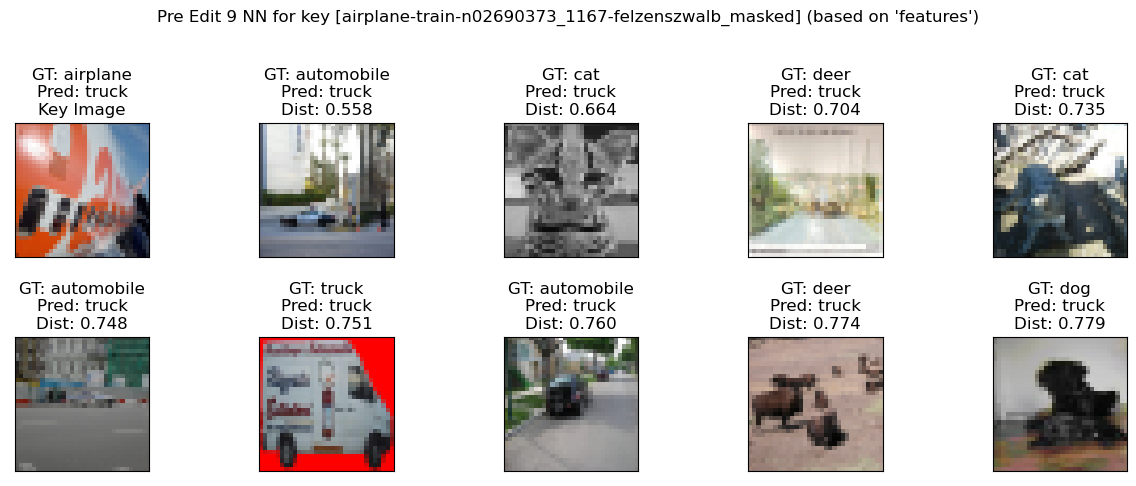 Pre Edit 9 NN for key [airplane-train-n02690373_1167-felzenszwalb_masked] (based on 'features')
GT: airplane
Pred: truck
Key Image
GT: automobile
Pred: truck
Dist: 0.558
GT: cat
Pred: truck
Dist: 0.664
GT: deer
Pred: truck
Dist: 0.704
GT: cat
Pred: truck
Dist: 0.735
GT: automobile
Pred: truck
Dist: 0.748
GT: truck
Pred: truck
Dist: 0.751
GT: automobile
Pred: truck
Dist: 0.760
GT: deer
Pred: truck
Dist: 0.774
GT: dog
Pred: truck
Dist: 0.779